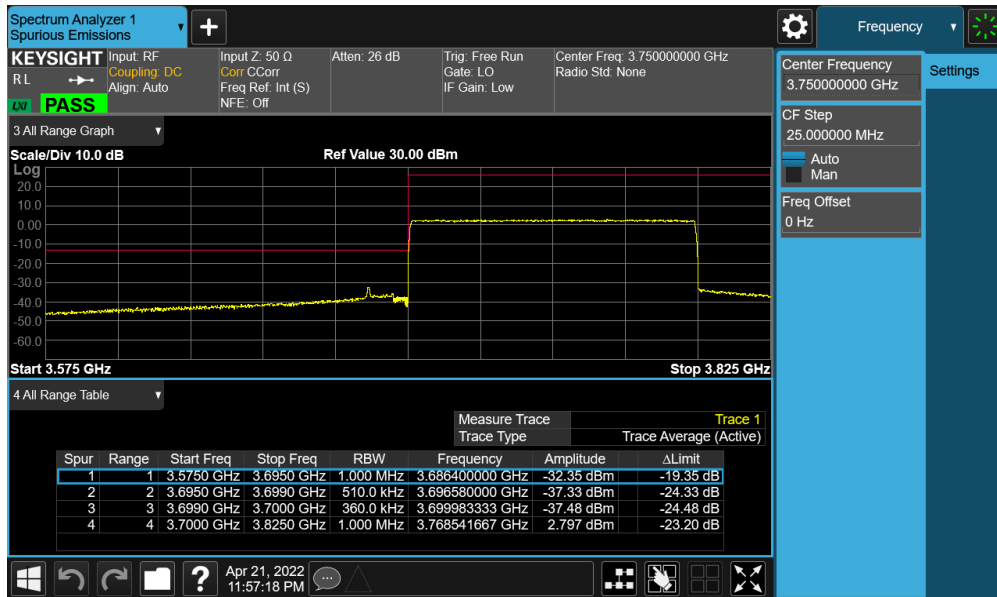 Spectrum Analyzer 1
Spurious Emissions
Frequency
KEYSIGHT
R L
LXI
PASS
Input: RF
Coupling: DC
Align: Auto
Input Z: 50 Ω
Corr CCorr
Freq Ref: Int (S)
NFE: Off
Atten: 26 dB
Trig: Free Run
Gate: LO
IF Gain: Low
Center Freq: 3.750000000 GHz
Radio Std: None
Center Frequency
3.750000000 GHz
Settings
CF Step
25.000000 MHz
Auto
Man
Freq Offset
0 Hz
3 All Range Graph
Scale/Div 10.0 dB
Ref Value 30.00 dBm
Log
20.0
10.0
0.00
-10.0
-20.0
-30.0
-40.0
-50.0
-60.0
Start 3.575 GHz
Stop 3.825 GHz
4 All Range Table
Measure Trace Trace 1
Trace Type Trace Average (Active)
Spur Range Start Freq Stop Freq RBW Frequency Amplitude ΔLimit
1 1 3.5750 GHz 3.6950 GHz 1.000 MHz 3.686400000 GHz -32.35 dBm -19.35 dB
2 2 3.6950 GHz 3.6990 GHz 510.0 kHz 3.696580000 GHz -37.33 dBm -24.33 dB
3 3 3.6990 GHz 3.7000 GHz 360.0 kHz 3.699983333 GHz -37.48 dBm -24.48 dB
4 4 3.7000 GHz 3.8250 GHz 1.000 MHz 3.768541667 GHz 2.797 dBm -23.20 dB
?
Apr 21, 2022
11:57:18 PM